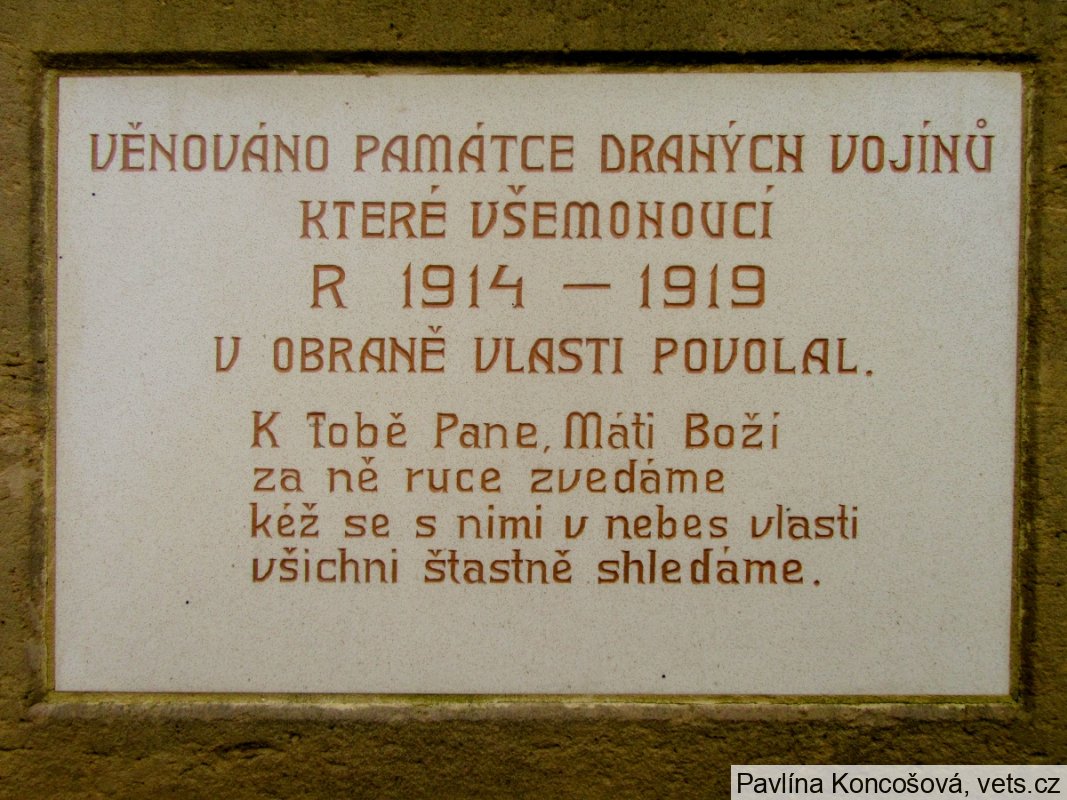 VĚNOVÁNO PAMÁTCE DRAHÝCH VOJÍNŮ
KTERÉ VŠEMOHOUCÍ
R 1914 – 1919
V OBRANĚ VLASTI POVOLAL.
K Tobě Pane, Máti Boží
za ně ruce zvedáme
kéž se s nimi v nebes vlasti
všichni štastně shledáme.
Pavlína Koncošová, vets.cz